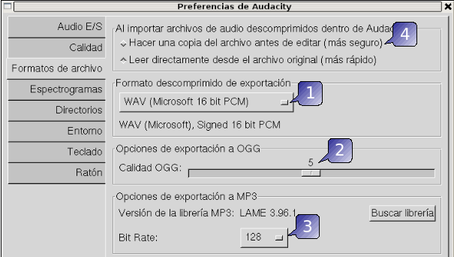 Preferencias de Audacity
Audio E/S
Calidad
Formatos de archivo
Espectrogramas
Directorios
Entorno
Teclado
Ratón
Al importar archivos de audio descomprimidos dentro de Audac
Hacer una copia del archivo antes de editar (más seguro)
4
Leer directamente desde el archivo original (más rápido)
Formato descomprimido de exportación
WAV (Microsoft 16 bit PCM)
1
WAV (Microsoft), Signed 16 bit PCM
Opciones de exportación a OGG
2
5
Calidad OGG:
Opciones de exportación a MP3
Versión de la librería MP3: LAME 3.96.1
Buscar librería
3
Bit Rate: 128